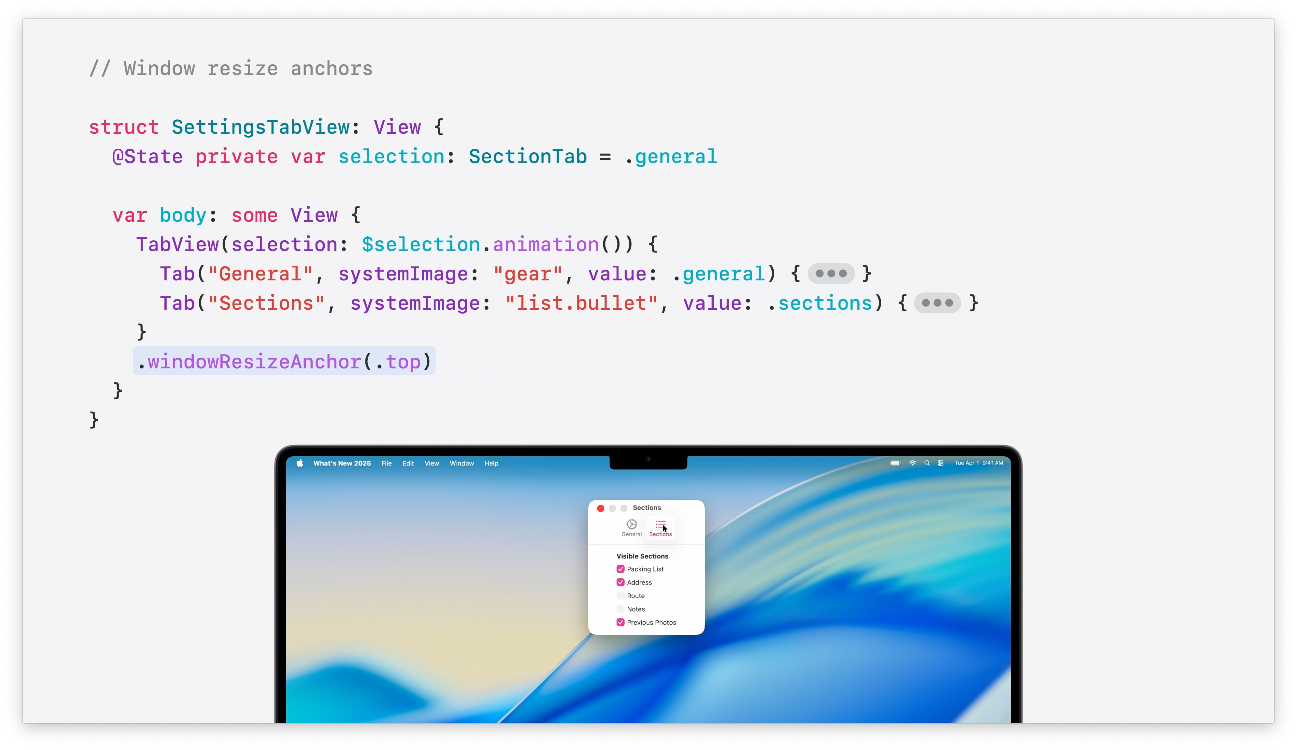 // Window resize anchors
struct SettingsTabView: View {
@State private var selection: SectionTab = .general
var body: some View {
TabView(selection: $selection.animation()) {
Tab("General", systemImage: "gear", value: .general) { ••• }
Tab("Sections", systemImage: "list.bullet", value: .sections) { ••• }
}
.windowResizeAnchor(.top)
}
}
What's New 2025 File Edit View Window Help Tue Apr 1 9:41 AM
Sections
General Sections
Visible Sections
Packing List
Address
Route
Notes
Previous Photos